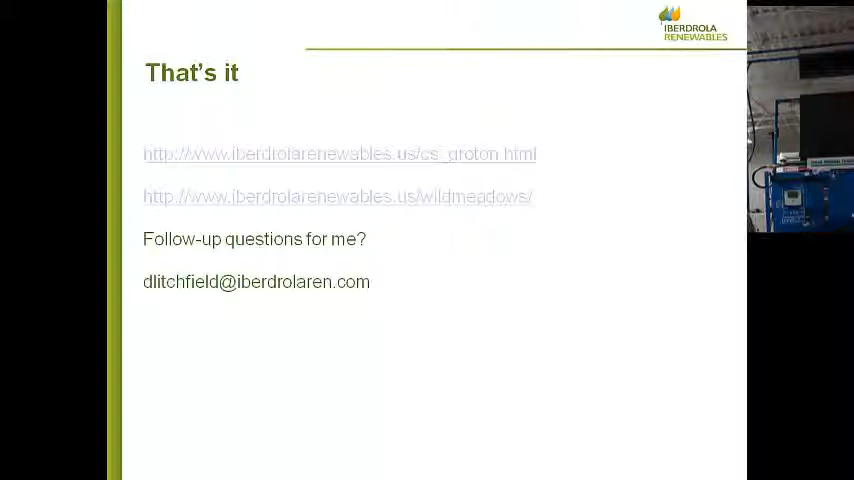 IBERDROLA
RENEWABLES
That's it
http://www.iberdrolarenewables.us/cs_groton.html
http://www.iberdrolarenewables.us/wildmeadows/
Follow-up questions for me?
dlitchfield@iberdrolaren.com